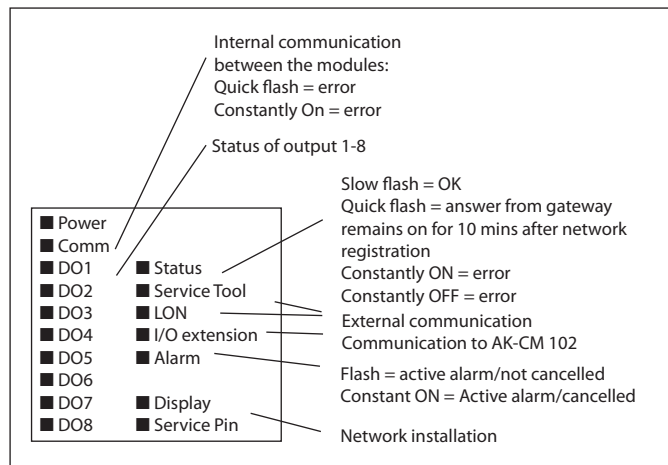 Internal communication
between the modules:
Quick flash = error
Constantly On = error
Status of output 1-8
Slow flash = OK
Quick flash = answer from gateway
remains on for 10 mins after network
registration
Constantly ON = error
Constantly OFF = error
External communication
Communication to AK-CM 102
Flash = active alarm/not cancelled
Constant ON = Active alarm/cancelled
Network installation
Power
Comm
DO1 Status
DO2 Service Tool
DO3 LON
DO4 I/O extension
DO5 Alarm
DO6
DO7 Display
DO8 Service Pin